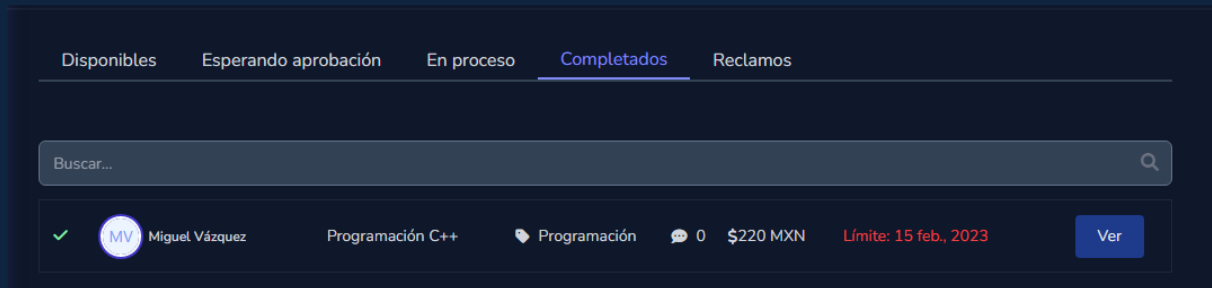 Disponibles Esperando aprobación En proceso Completados Reclamos
Buscar...
MV Miguel Vázquez Programación C++ Programación 0 $220 MXN Límite: 15 feb., 2023 Ver